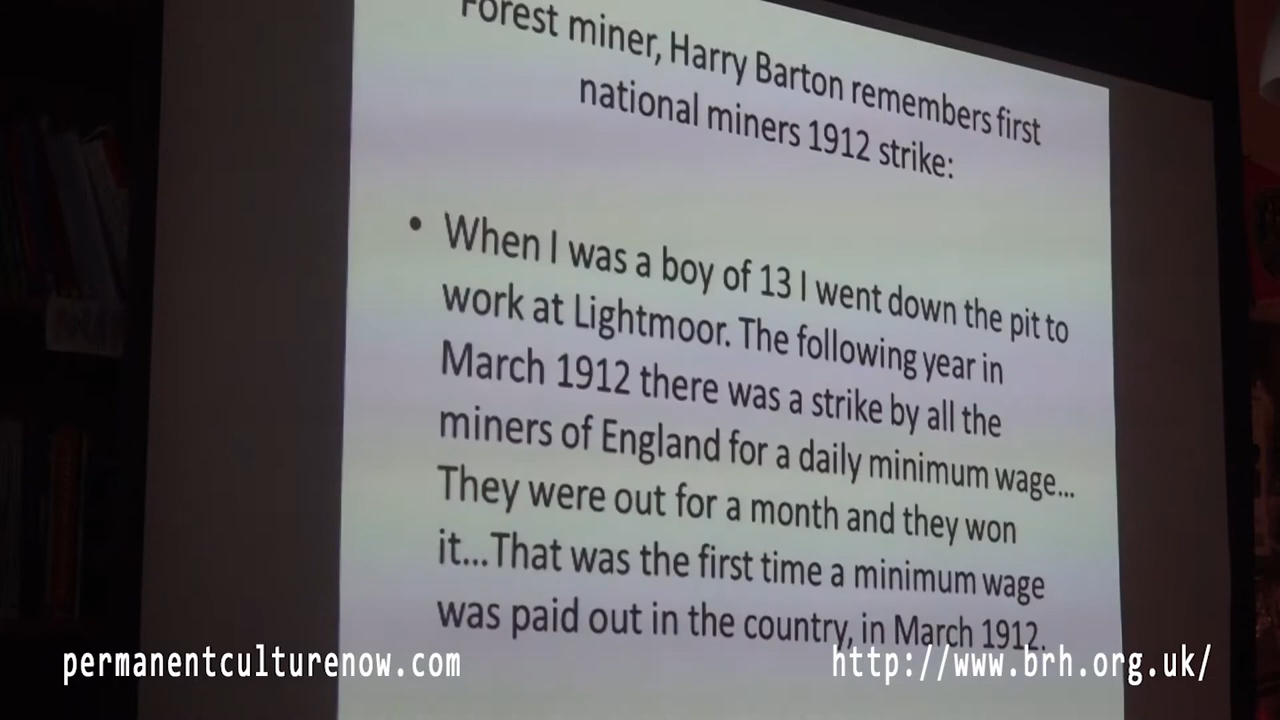 Forest miner, Harry Barton remembers first
national miners 1912 strike:
• When I was a boy of 13 I went down the pit to
work at Lightmoor. The following year in
March 1912 there was a strike by all the
miners of England for a daily minimum wage...
They were out for a month and they won
it...That was the first time a minimum wage
was paid out in the country, in March 1912.
permanentculturenow.com
http://www.brh.org.uk/